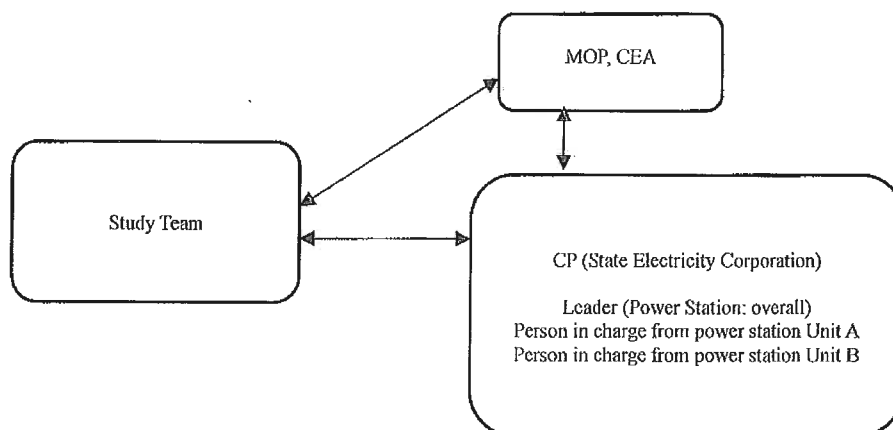 MOP, CEA
Study Team
CP (State Electricity Corporation)
Leader (Power Station: overall)
Person in charge from power station Unit A
Person in charge from power station Unit B